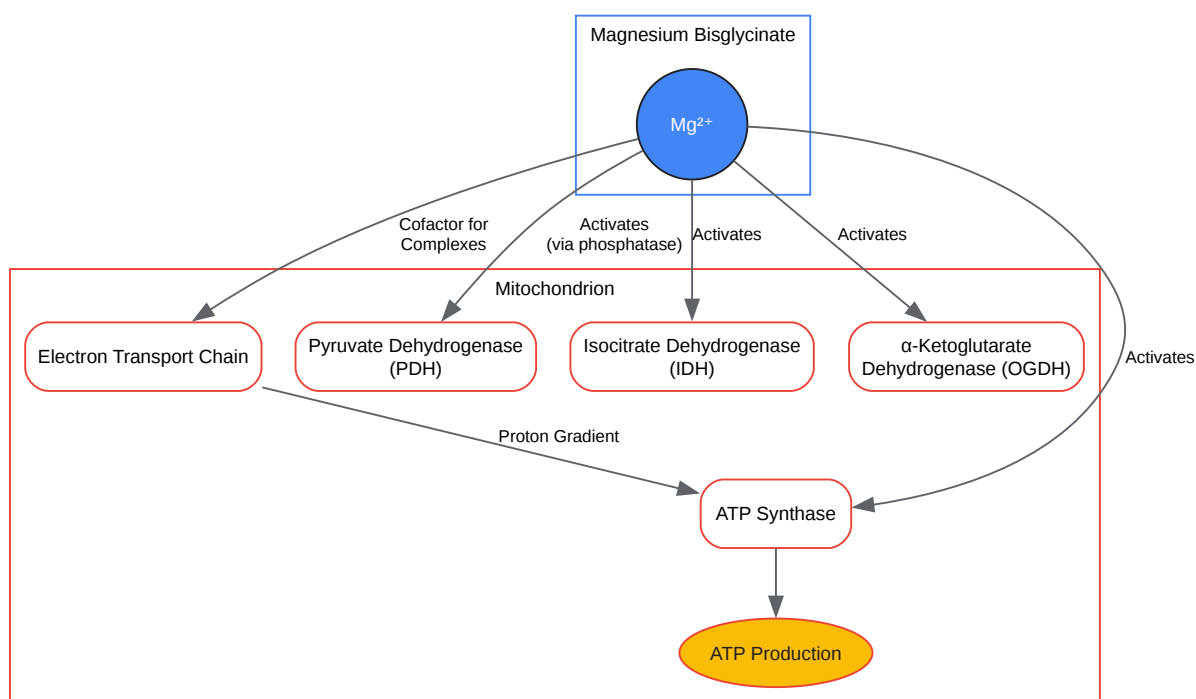 Magnesium Bisglycinate
Mg²⁺
Cofactor for
Complexes
Activates
(via phosphatase)
Activates
Activates
Activates
Mitochondrion
Electron Transport Chain
Pyruvate Dehydrogenase
(PDH)
Isocitrate Dehydrogenase
(IDH)
α-Ketoglutarate
Dehydrogenase (OGDH)
Proton Gradient
ATP Synthase
ATP Production